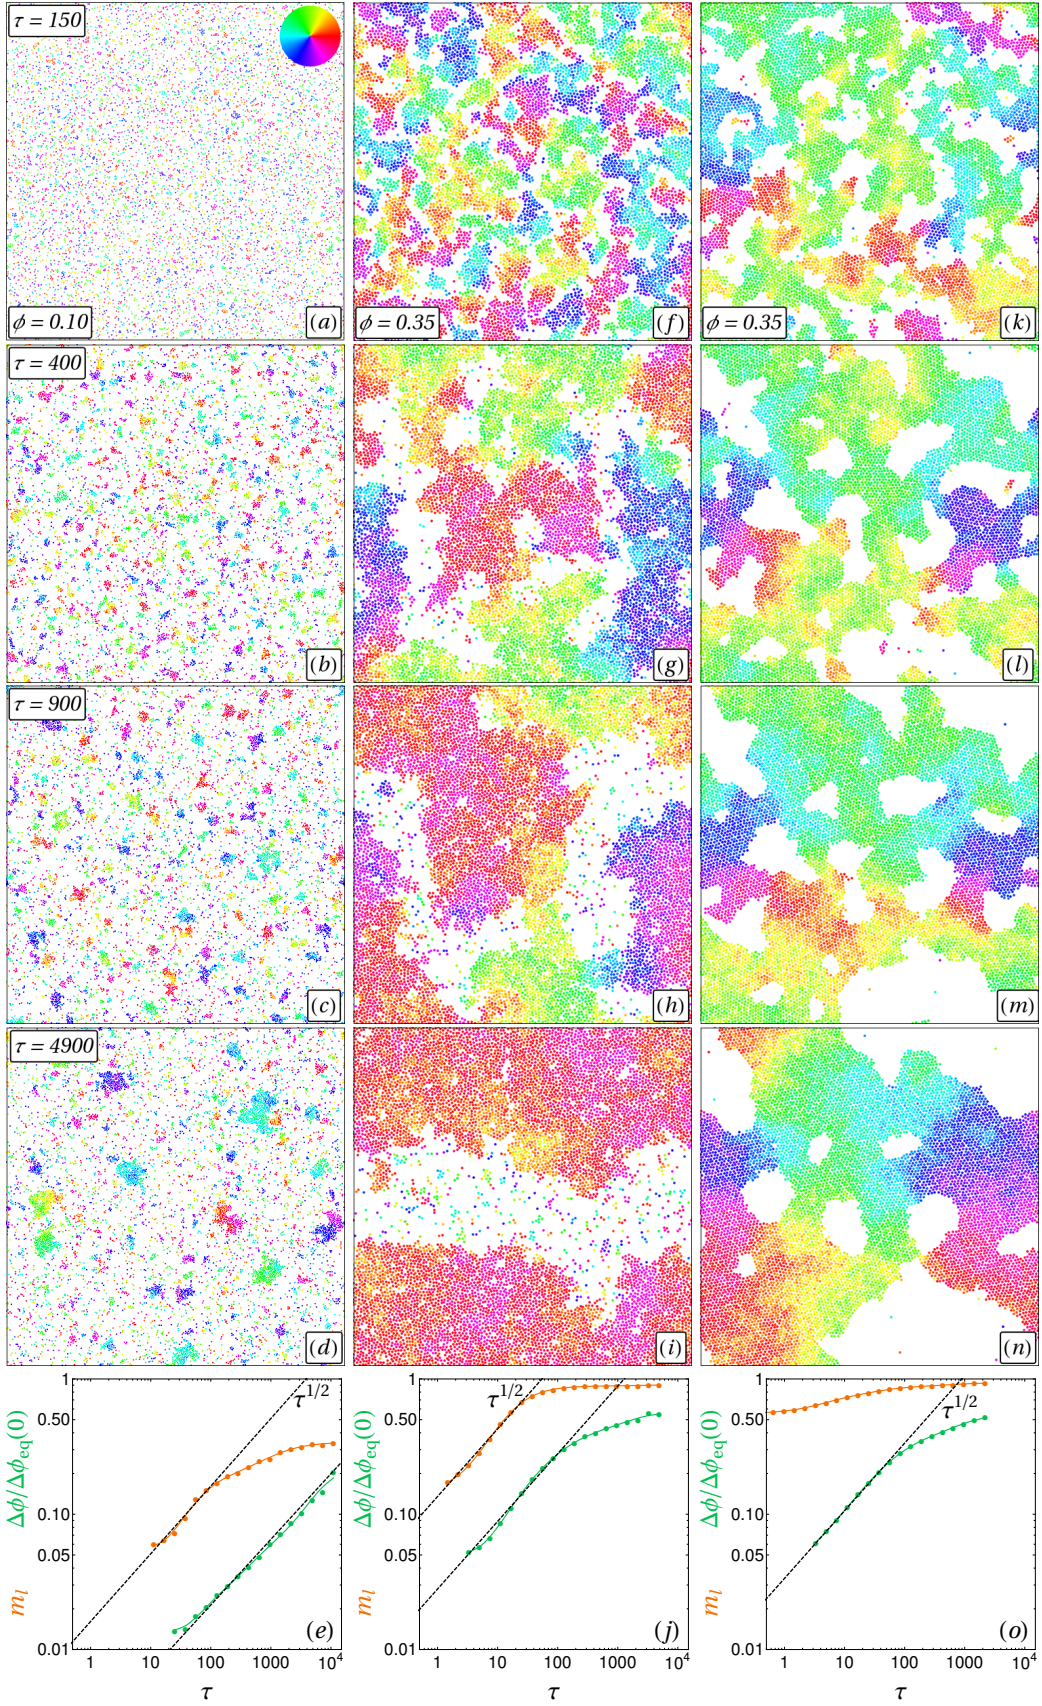 τ = 150
ϕ = 0.10
(a)
ϕ = 0.35
(f)
ϕ = 0.35
(k)
τ = 400
(b)
(g)
(l)
τ = 900
(c)
(h)
(m)
τ = 4900
(d)
(i)
(n)
m_l Δϕ/Δϕ_eq(0)
1
0.50
0.10
0.05
0.01
τ^{1/2}
(e)
1 10 100 1000 10^4
τ
m_l Δϕ/Δϕ_eq(0)
1
0.50
0.10
0.05
0.01
τ^{1/2}
(j)
1 10 100 1000 10^4
τ
m_l Δϕ/Δϕ_eq(0)
1
0.50
0.10
0.05
0.01
τ^{1/2}
(o)
1 10 100 1000 10^4
τ